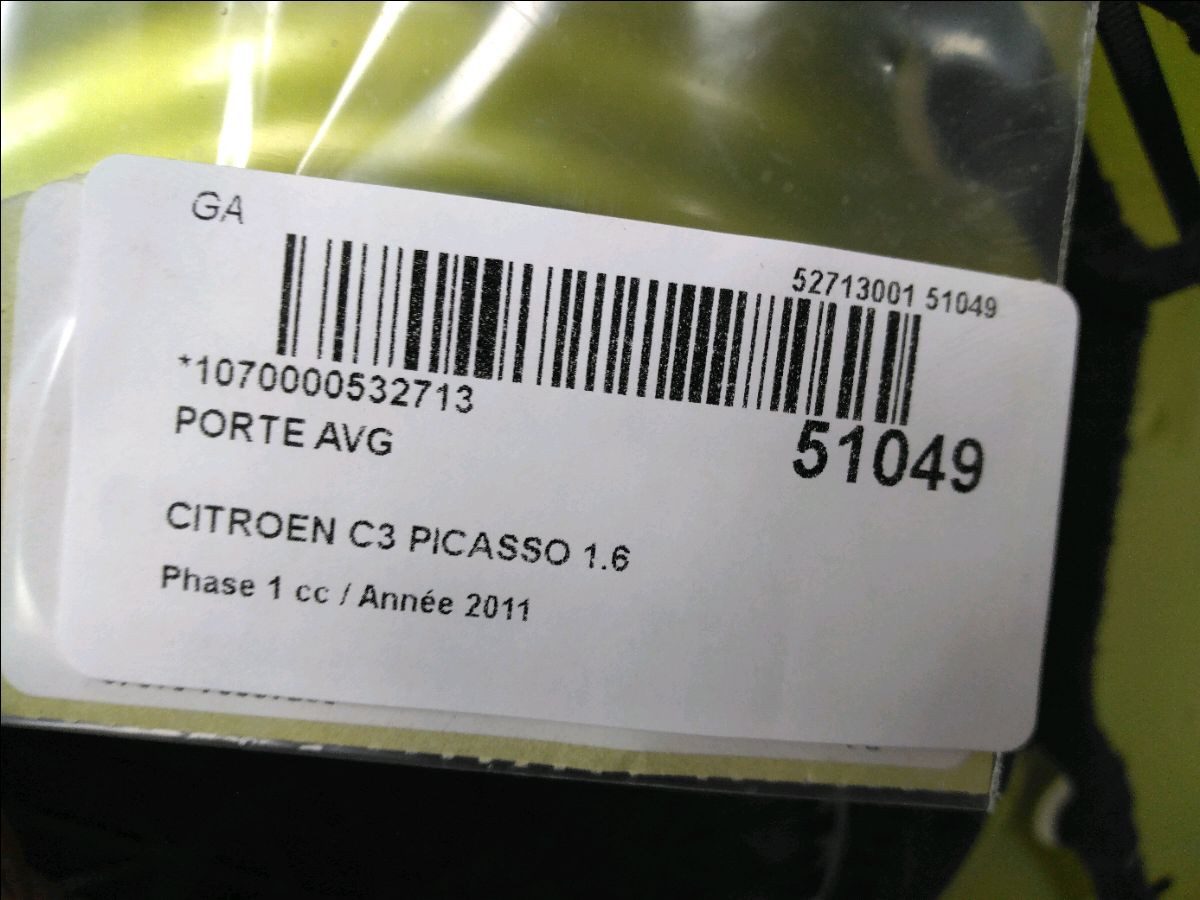 GA
52713001 51049
*1070000532713
51049
PORTE AVG
CITROEN C3 PICASSO 1.6
Phase 1 cc / Année 2011